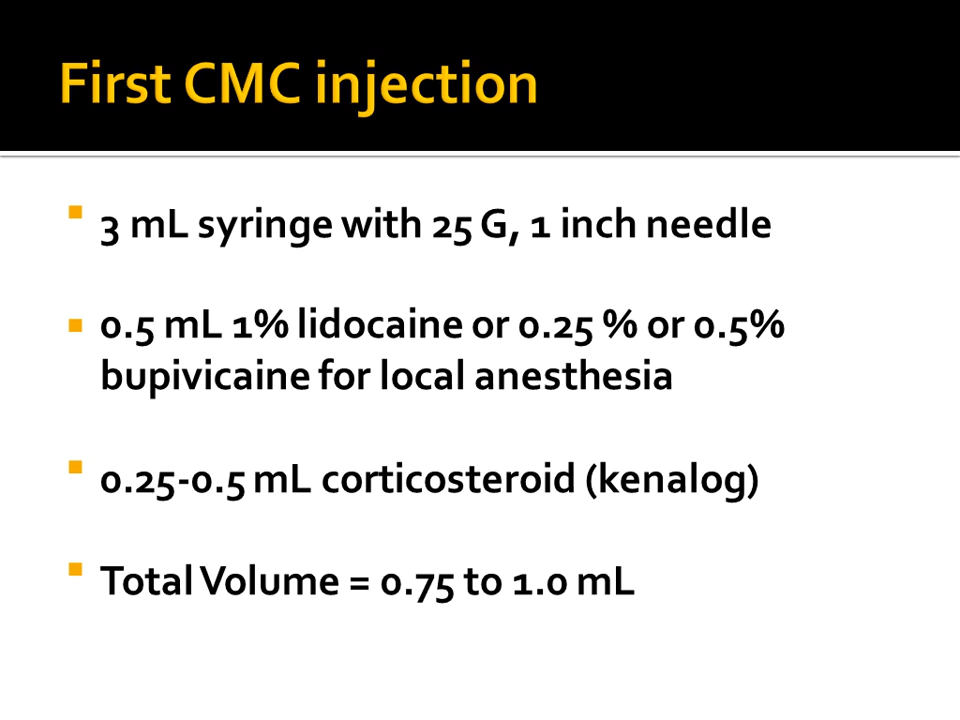 First CMC injection
3 mL syringe with 25 G, 1 inch needle
0.5 mL 1% lidocaine or 0.25 % or 0.5%
bupivicaine for local anesthesia
0.25-0.5 mL corticosteroid (kenalog)
Total Volume = 0.75 to 1.0 mL